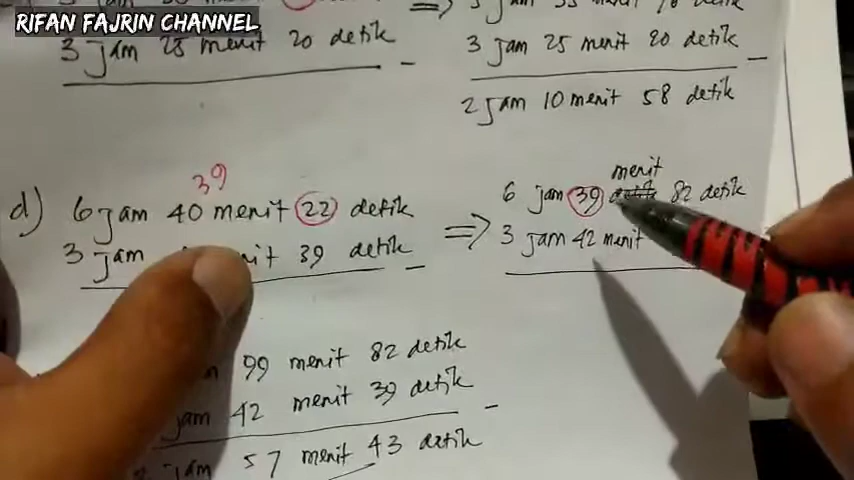 RIFAN FAJRIN CHANNEL
3 jam 25 menit 20 detik
3 jam 25 menit 20 detik
2 jam 10 menit 58 detik
39
d) 6 jam 40 menit 22 detik
3 jam 39 detik
=> 6 jam 39 menit 82 detik
3 jam 42 menit
99 menit 82 detik
jam 42 menit 39 detik
jam 57 menit 43 detik